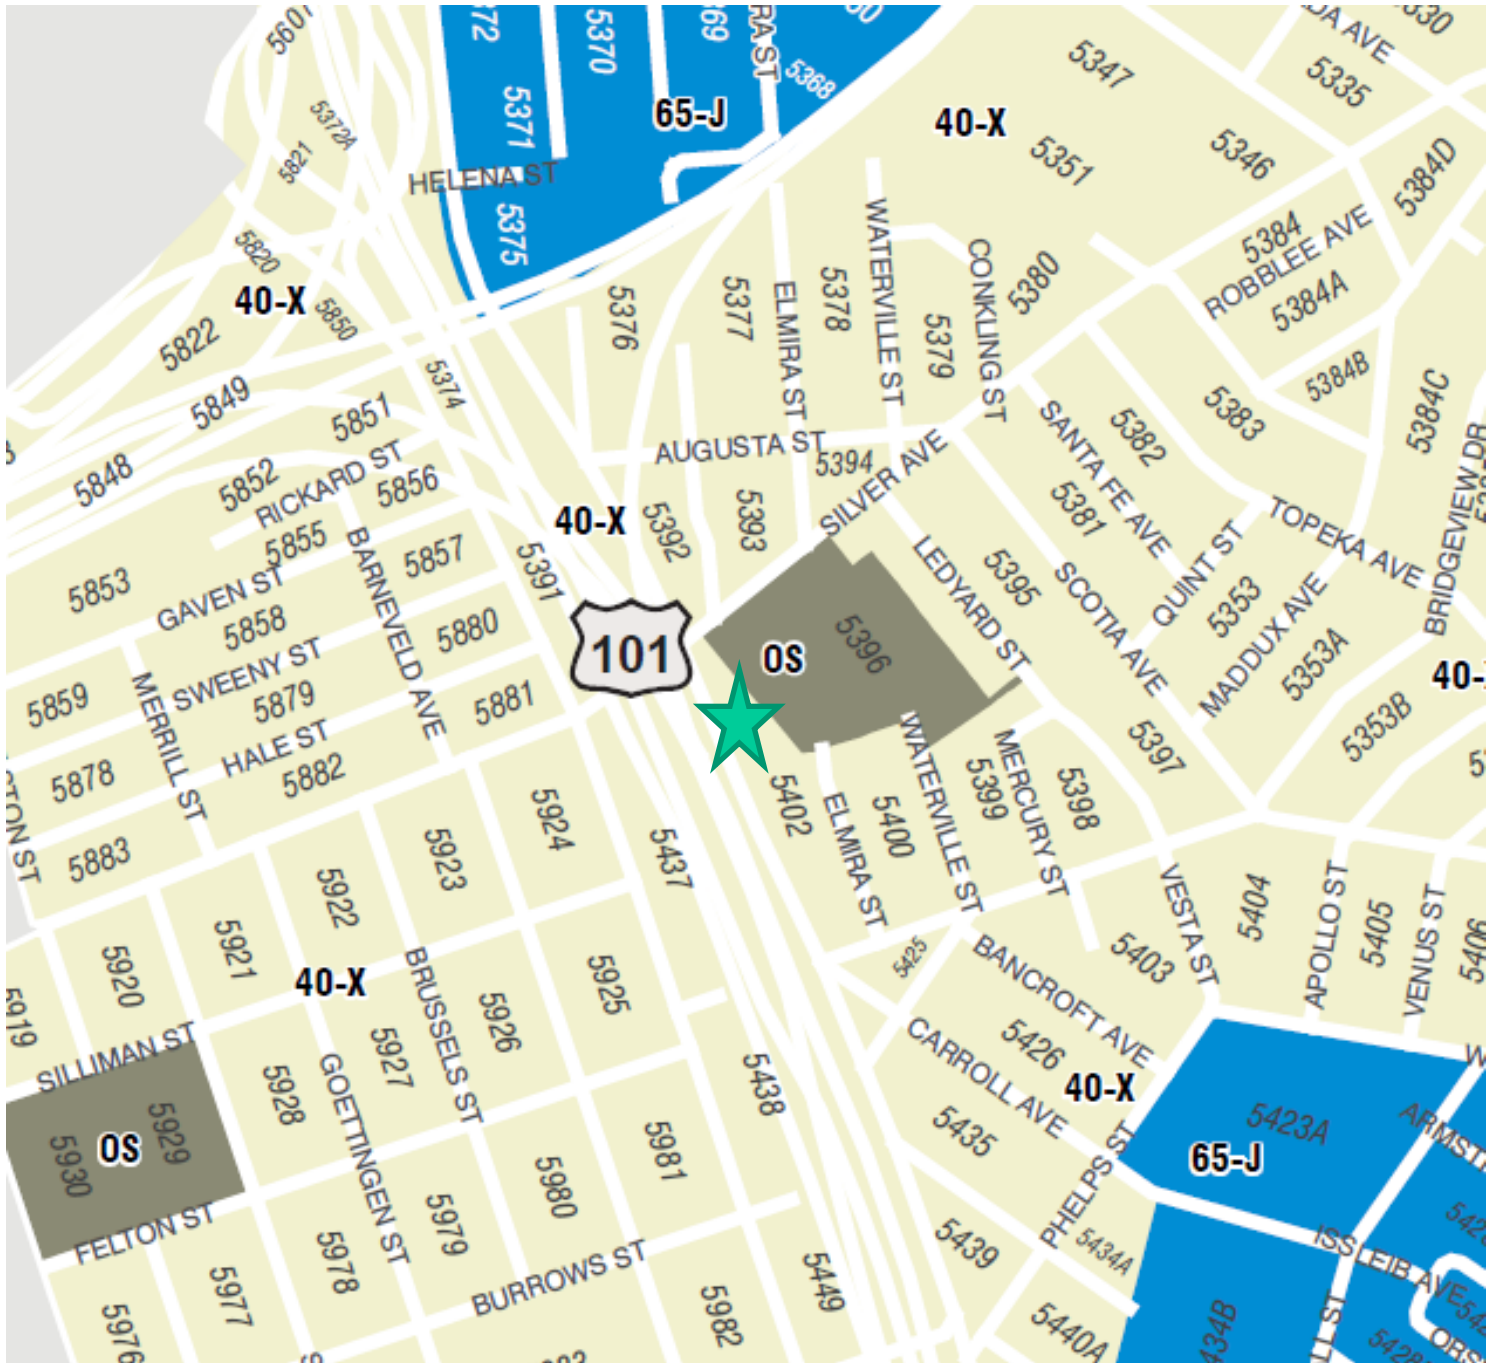 5601
5372A
5821
5820
40-X
5850
5822
5849
5848
5371
5370
5368
65-J
HELENA ST
5375
40-X
5347
5335
5351
5346
5384D
5384
ROBBLEE AVE
5384A
5384B
5384C
5380
5383
5382
CONKLING ST
WATERVILLE ST
5379
5378
ELMIRA ST
5377
5376
5374
5851
RICKARD ST
5852
5856
5855
5853
GAVEN ST
5857
5858
SWEENY ST
5880
BARNEVELD AVE
5859
5879
5881
MERRILL ST
HALE ST
5878
5882
5883
AUGUSTA ST
5394
SILVER AVE
40-X
5392
5393
5391
101
OS
5396
LEDYARD ST
5395
SANTA FE AVE
5381
SCOTIA AVE
QUINT ST
TOPEKA AVE
5353
MADDUX AVE
5353A
5353B
BRIDGEVIEW DR
5397
MERCURY ST
5398
5399
WATERVILLE ST
5400
ELMIRA ST
5402
5437
5924
5923
5922
5921
5920
5919
40-X
BRUSSELS ST
5925
5926
5927
SILLIMAN ST
5928
GOETTINGEN ST
OS
5929
5930
FELTON ST
5438
5981
5980
5979
5978
5977
5976
BURROWS ST
5982
5449
5425
BANCROFT AVE
5403
VESTA ST
5404
APOLLO ST
5405
VENUS ST
5406
5426
CARROLL AVE
40-X
5435
PHELPS ST
5434A
5439
5440A
65-J
5423A
ISSLEIB AVE